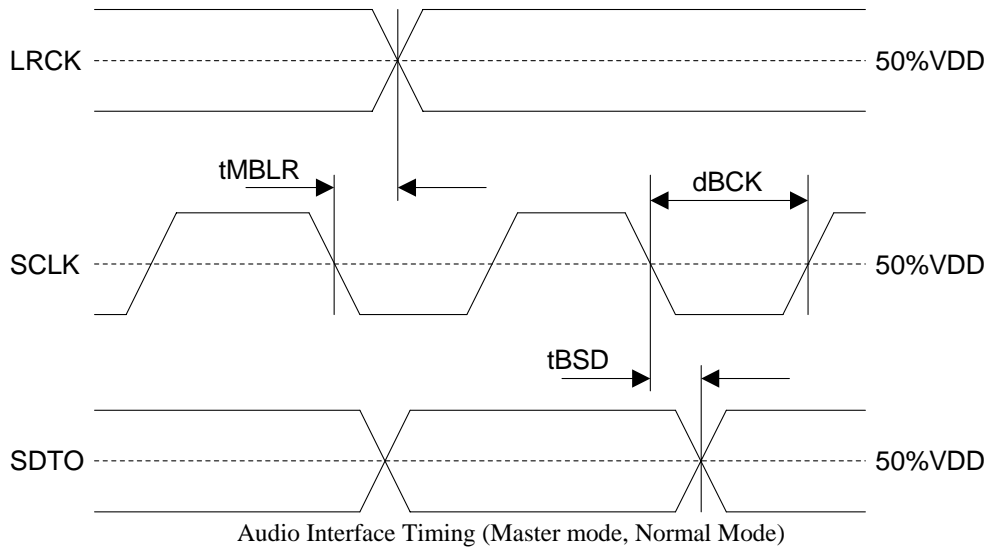 LRCK
50%VDD
tMBLR
dBCK
SCLK
50%VDD
tBSD
SDTO
50%VDD
Audio Interface Timing (Master mode, Normal Mode)